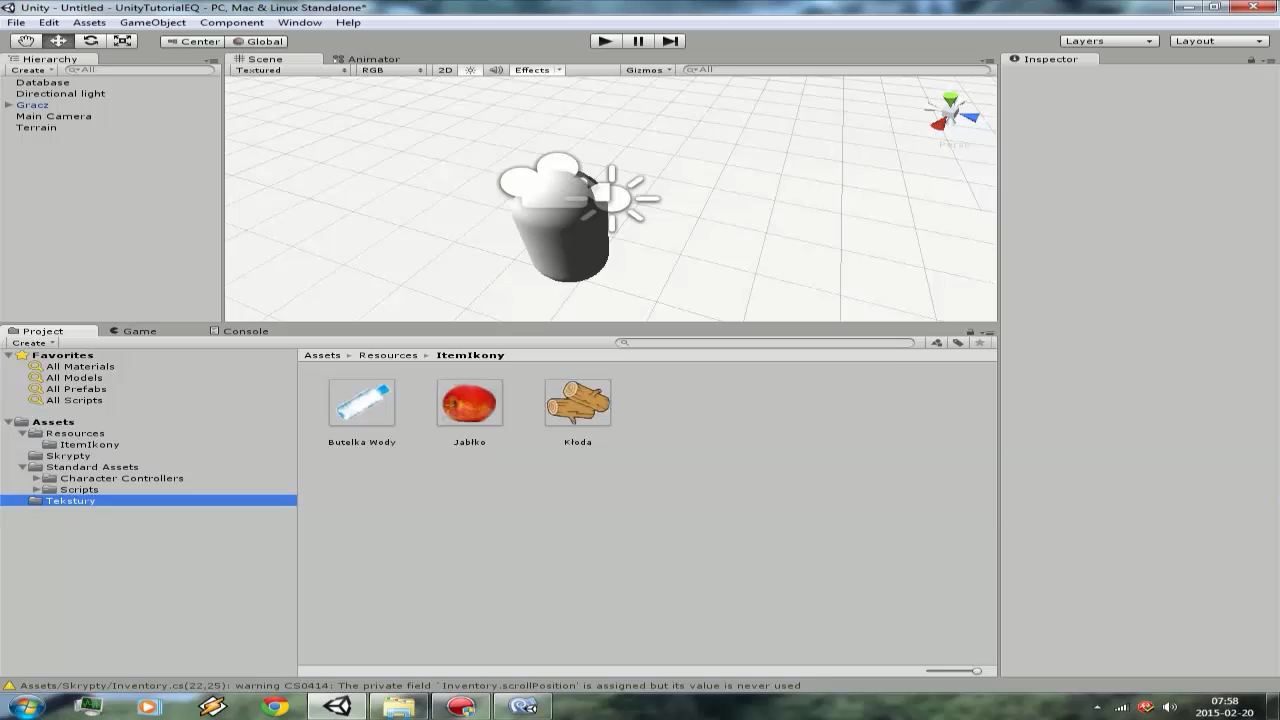 Unity - Untitled - UnityTutorialEQ - PC, Mac & Linux Standalone*
File Edit Assets GameObject Component Window Help
Center Global Layers Layout
Hierarchy Scene Animator Inspector
Create All Textured RGB 2D Effects Gizmos All
Database
Directional light
Gracz
Main Camera
Terrain
Persp
Project Game Console
Create
Favorites
All Materials
All Models
All Prefabs
All Scripts
Assets
Resources
ItemIkony
Skrypty
Standard Assets
Character Controllers
Scripts
Tekstury
Assets Resources ItemIkony
Butelka Wody Jabłko Kłoda
Assets/Skrypty/Inventory.cs(22,25): warning CS0414: The private field `Inventory.scrollPosition' is assigned but its value is never used
07:58
2015-02-20